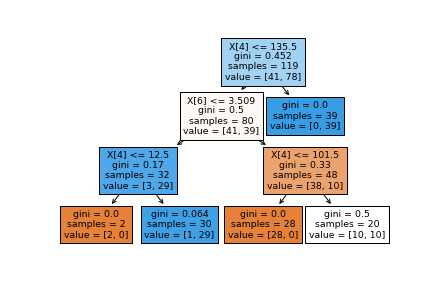 X[4] <= 135.5
gini = 0.452
samples = 119
value = [41, 78]
X[6] <= 3.509
gini = 0.5
samples = 80
value = [41, 39]
gini = 0.0
samples = 39
value = [0, 39]
X[4] <= 12.5
gini = 0.17
samples = 32
value = [3, 29]
X[4] <= 101.5
gini = 0.33
samples = 48
value = [38, 10]
gini = 0.0
samples = 2
value = [2, 0]
gini = 0.064
samples = 30
value = [1, 29]
gini = 0.0
samples = 28
value = [28, 0]
gini = 0.5
samples = 20
value = [10, 10]